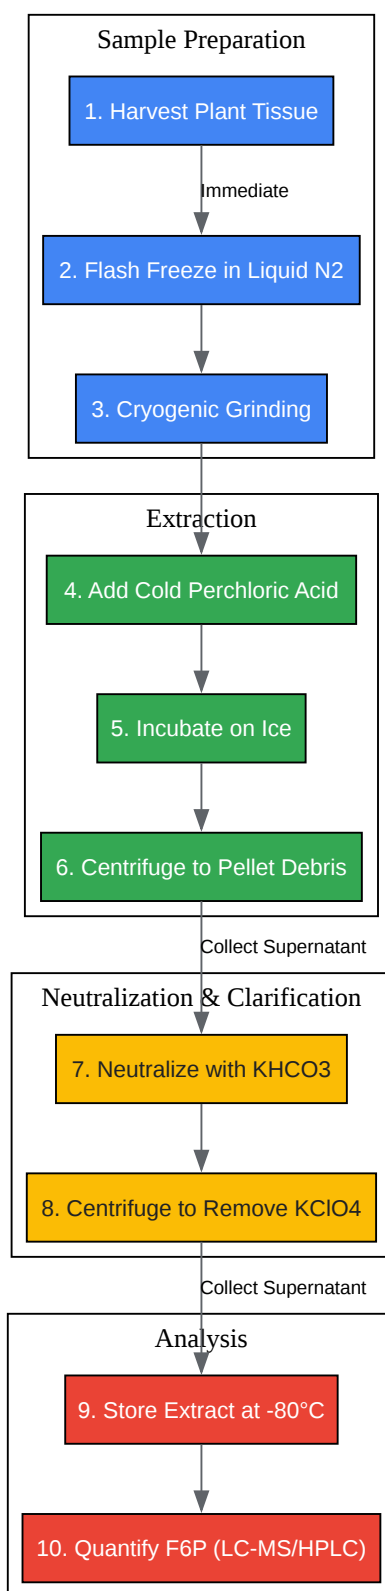 Sample Preparation
1. Harvest Plant Tissue
Immediate
2. Flash Freeze in Liquid N2
3. Cryogenic Grinding
Extraction
4. Add Cold Perchloric Acid
5. Incubate on Ice
6. Centrifuge to Pellet Debris
Collect Supernatant
Neutralization & Clarification
7. Neutralize with KHCO3
8. Centrifuge to Remove KClO4
Collect Supernatant
Analysis
9. Store Extract at -80°C
10. Quantify F6P (LC-MS/HPLC)